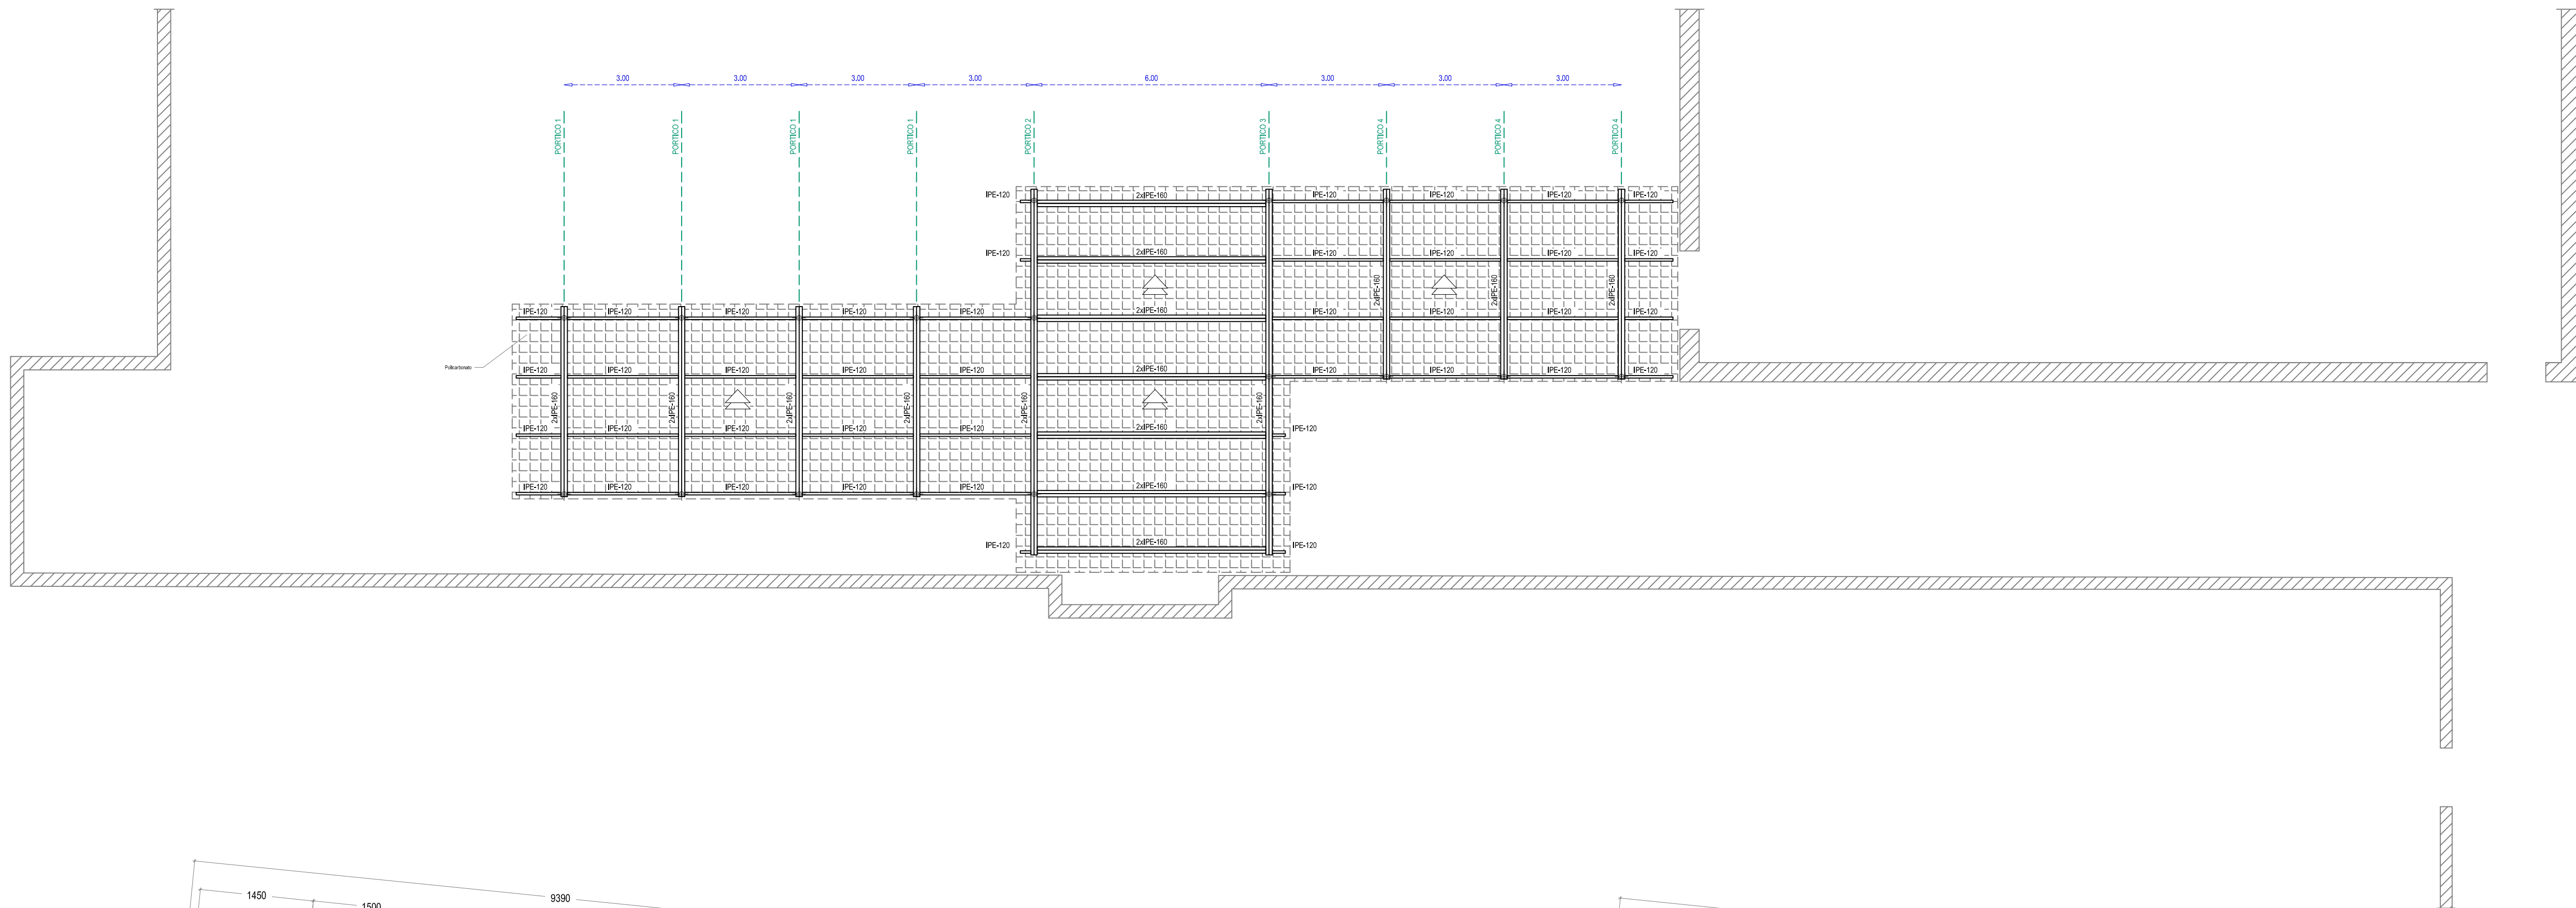 3.00 3.00 3.00 3.00 6.00 3.00 3.00 3.00
PORTICO 1 PORTICO 1 PORTICO 1 PORTICO 1 PORTICO 2 PORTICO 3 PORTICO 4 PORTICO 4 PORTICO 4
IPE-120 2xIPE-160 IPE-120 IPE-120 IPE-120 IPE-120
IPE-120 2xIPE-160 IPE-120 IPE-120 IPE-120 IPE-120
2xIPE-160 2xIPE-160 2xIPE-160
IPE-120 IPE-120 IPE-120 IPE-120 IPE-120 2xIPE-160 IPE-120 IPE-120 IPE-120 IPE-120
Policarbonato
IPE-120 IPE-120 IPE-120 IPE-120 IPE-120 2xIPE-160 IPE-120 IPE-120 IPE-120 IPE-120
2xIPE-160 2xIPE-160 2xIPE-160 2xIPE-160 2xIPE-160 2xIPE-160
IPE-120 IPE-120 IPE-120 IPE-120 IPE-120 2xIPE-160 IPE-120
IPE-120 IPE-120 IPE-120 IPE-120 IPE-120 2xIPE-160 IPE-120
IPE-120 2xIPE-160 IPE-120
1450 9390
1500